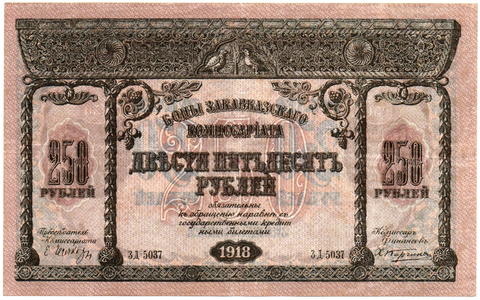 БОНЫ ЗАКАВКАЗСКАГО
КОМИСАРІАТА
ДВѢСТИ ПЯТЬДЕСЯТЪ
РУБЛЕЙ
обязательны
къ обращенію наравнѣ съ
государственными кредит
ными билетами
250
РУБЛЕЙ
250
РУБЛЕЙ
Предсѣдатель
Комиссаріата
Комиссаръ
Финансовъ
ЗД 5037
1918
ЗД 5037